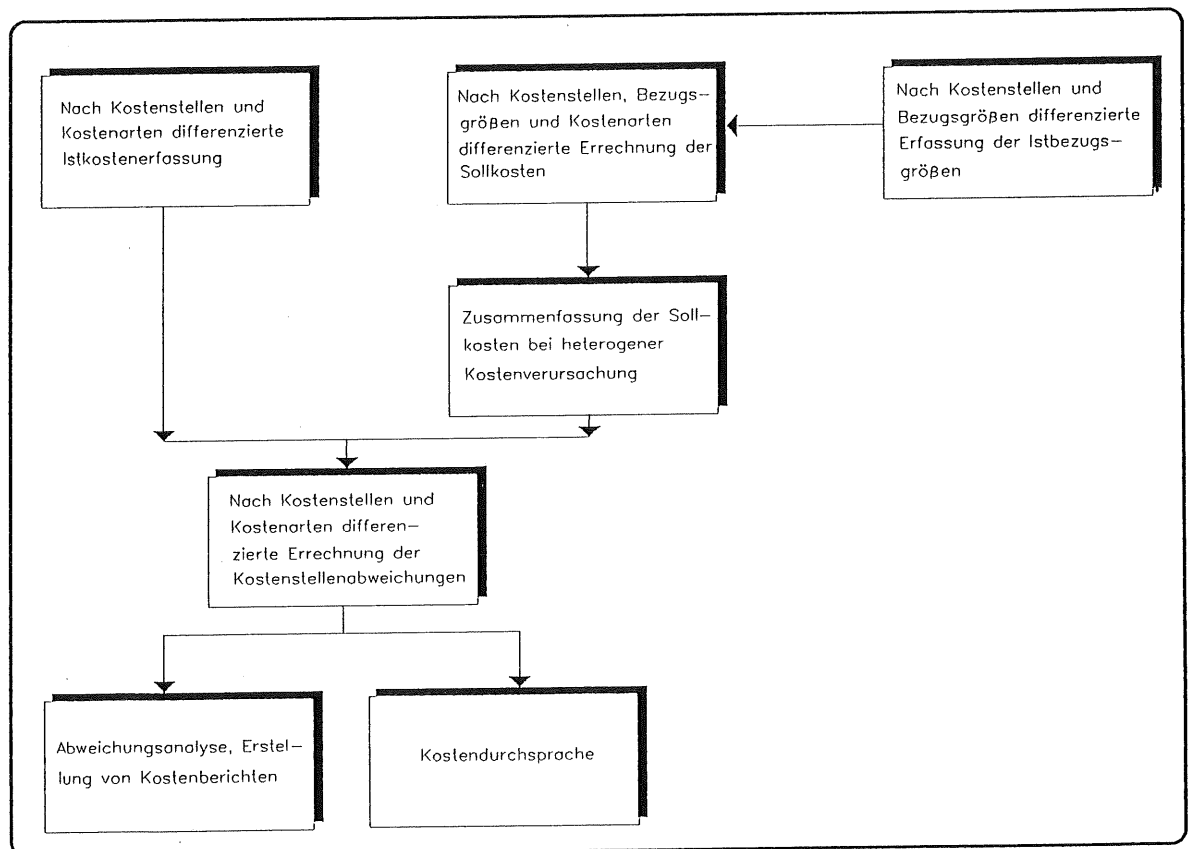 Nach Kostenstellen und
Kostenarten differenzierte
Istkostenerfassung
Nach Kostenstellen, Bezugs-
größen und Kostenarten
differenzierte Errechnung der
Sollkosten
Nach Kostenstellen und
Bezugsgrößen differenzierte
Erfassung der Istbezugs-
größen
Zusammenfassung der Soll-
kosten bei heterogener
Kostenverursachung
Nach Kostenstellen und
Kostenarten differen-
zierte Errechnung der
Kostenstellenabweichungen
Abweichungsanalyse, Erstel-
lung von Kostenberichten
Kostendurchsprache